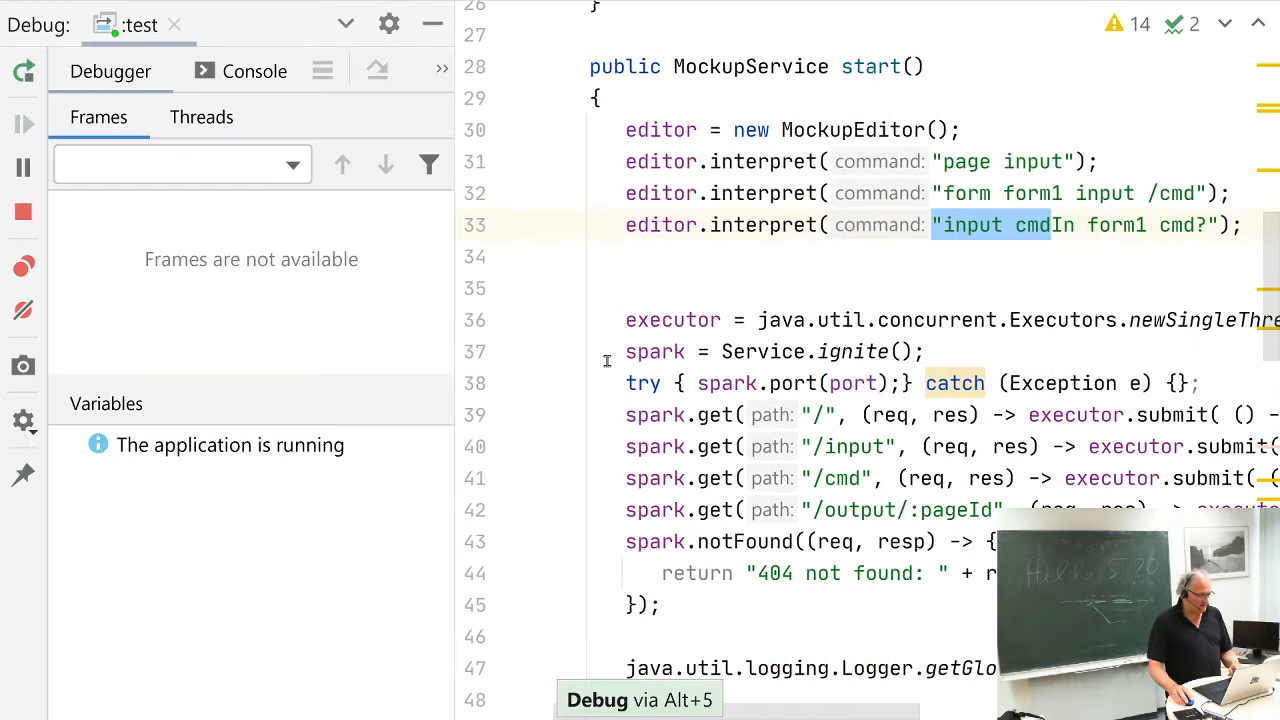 Debug: :test
Debugger Console
Frames Threads
Frames are not available
Variables
The application is running
14 2
26 }
27
28 public MockupService start()
29 {
30 editor = new MockupEditor();
31 editor.interpret( command: "page input");
32 editor.interpret( command: "form form1 input /cmd");
33 editor.interpret( command: "input cmdIn form1 cmd?");
34
35
36 executor = java.util.concurrent.Executors.newSingleThre
37 spark = Service.ignite();
38 try { spark.port(port);} catch (Exception e) {};
39 spark.get( path: "/", (req, res) -> executor.submit( () -
40 spark.get( path: "/input", (req, res) -> executor.submit(
41 spark.get( path: "/cmd", (req, res) -> executor.submit( (
42 spark.get( path: "/output/:pageId", (req, res) -> execut
43 spark.notFound((req, resp) -> {
44 return "404 not found: " + r
45 });
46
47 java.util.logging.Logger.getGlo
48
Debug via Alt+5